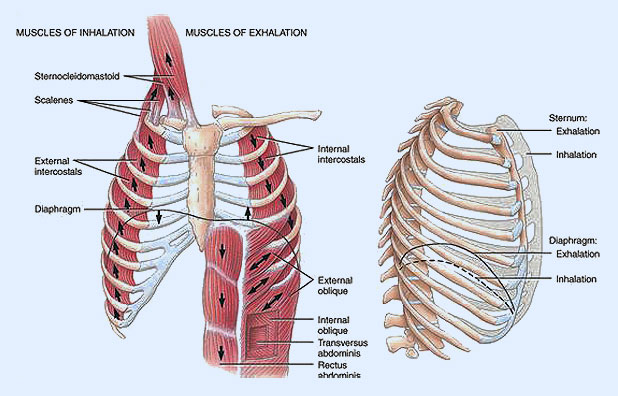 MUSCLES OF INHALATION
MUSCLES OF EXHALATION
Sternocleidomastoid
Scalenes
External
intercostals
Diaphragm
Internal
intercostals
External
oblique
Internal
oblique
Transversus
abdominis
Rectus
abdominis
Sternum:
Exhalation
Inhalation
Diaphragm:
Exhalation
Inhalation